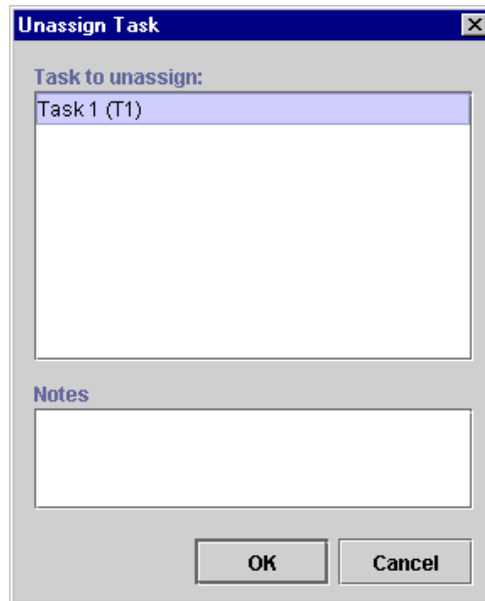 Unassign Task
Task to unassign:
Task 1 (T1)
Notes
OK Cancel